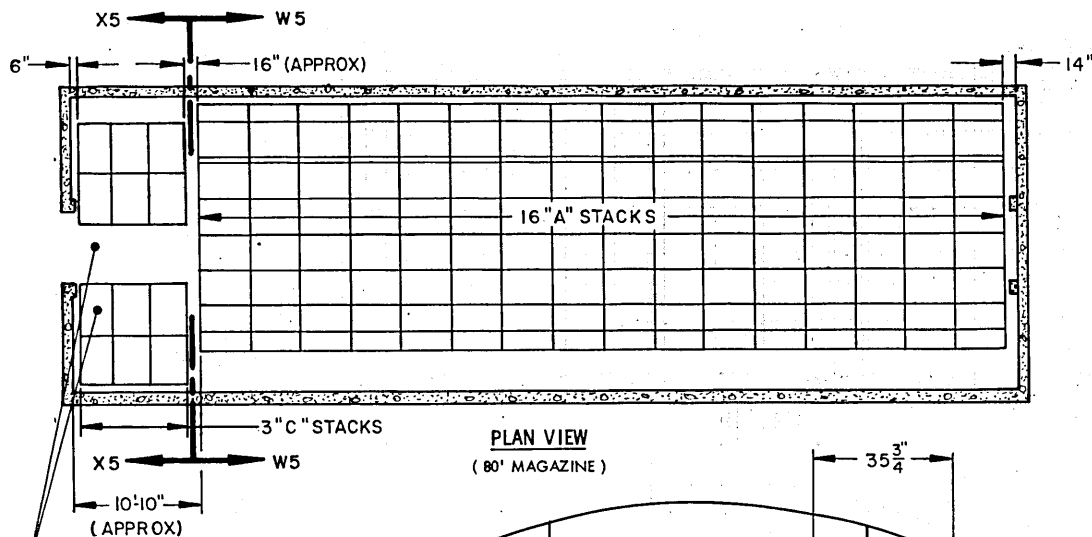 X5 W5
6" 16" (APPROX) 14"
16 "A" STACKS
3 "C" STACKS
X5 W5
PLAN VIEW
( 80' MAGAZINE )
35 3/4"
10'-10"
(APPROX)